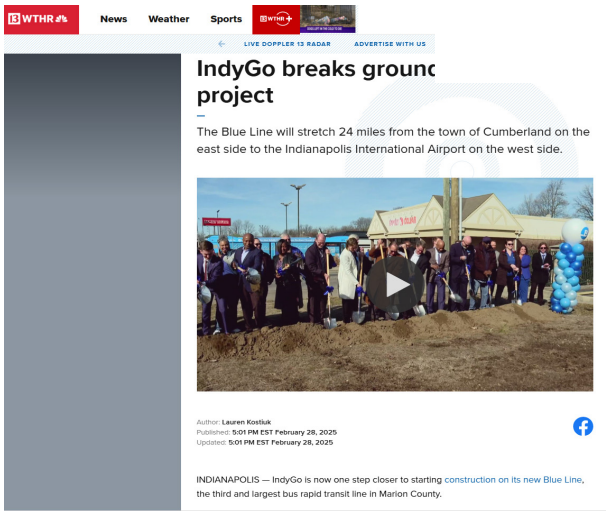 13 WTHR
News
Weather
Sports
13 WTHR +
← LIVE DOPPLER 13 RADAR
ADVERTISE WITH US
IndyGo breaks ground
project
The Blue Line will stretch 24 miles from the town of Cumberland on the
east side to the Indianapolis International Airport on the west side.
Author: Lauren Kostiuk
Published: 5:01 PM EST February 28, 2025
Updated: 5:01 PM EST February 28, 2025
INDIANAPOLIS — IndyGo is now one step closer to starting construction on its new Blue Line,
the third and largest bus rapid transit line in Marion County.